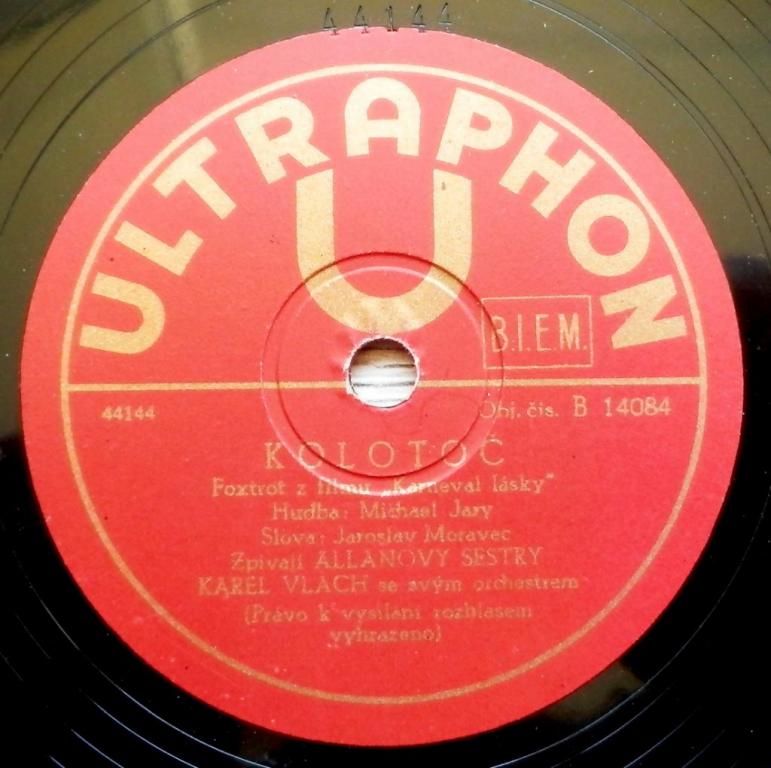 44144
ULTRAPHON
U
B.I.E.M.
44144 Obj. čís. B 14084
KOLOTOČ
Foxtrot z filmu „Karneval lásky"
Hudba: Michael Jary
Slova: Jaroslav Moravec
Zpívají ALLANOVY SESTRY
KAREL VLACH se svým orchestrem
(Právo k vysílání rozhlasem
vyhrazeno)